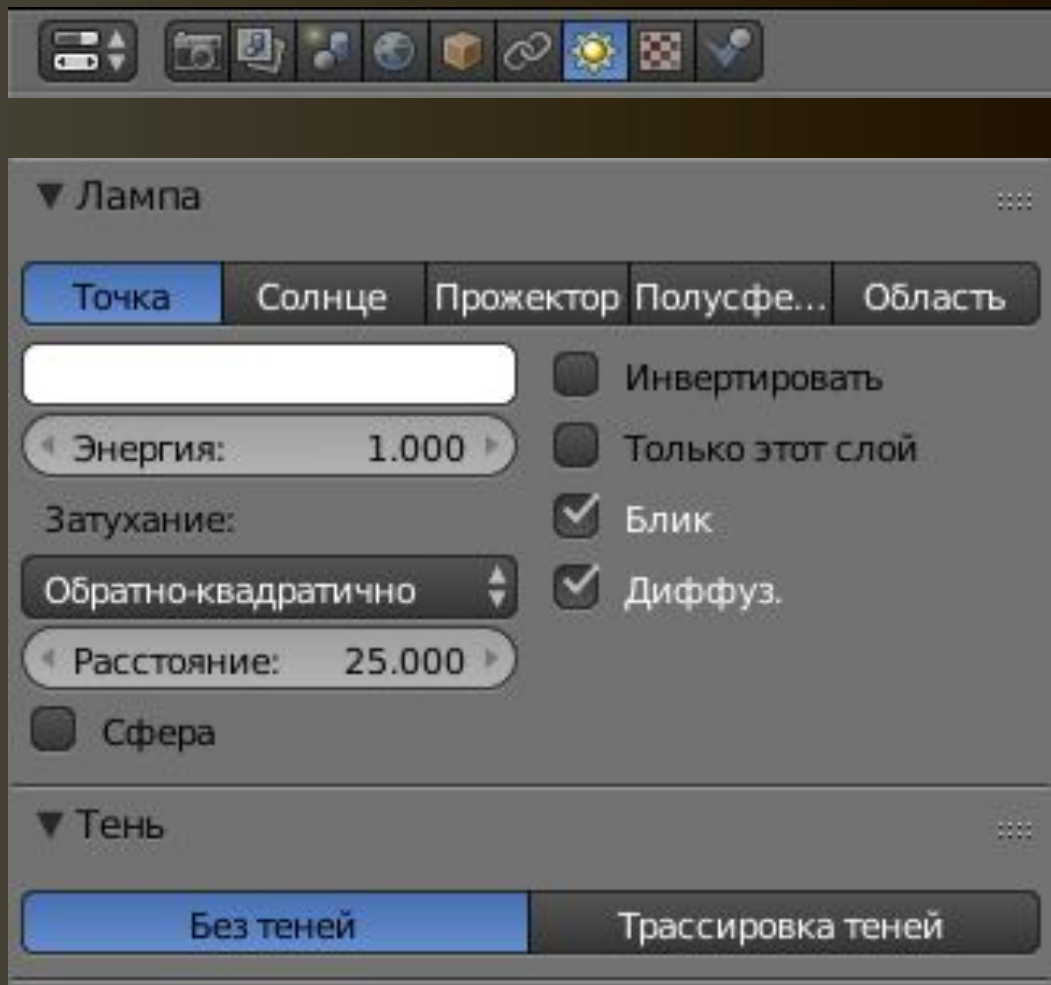 Лампа
Точка Солнце Прожектор Полусфе... Область
Инвертировать
Энергия: 1.000 Только этот слой
Затухание: Блик
Обратно-квадратично Диффуз.
Расстояние: 25.000
Сфера
Тень
Без теней Трассировка теней